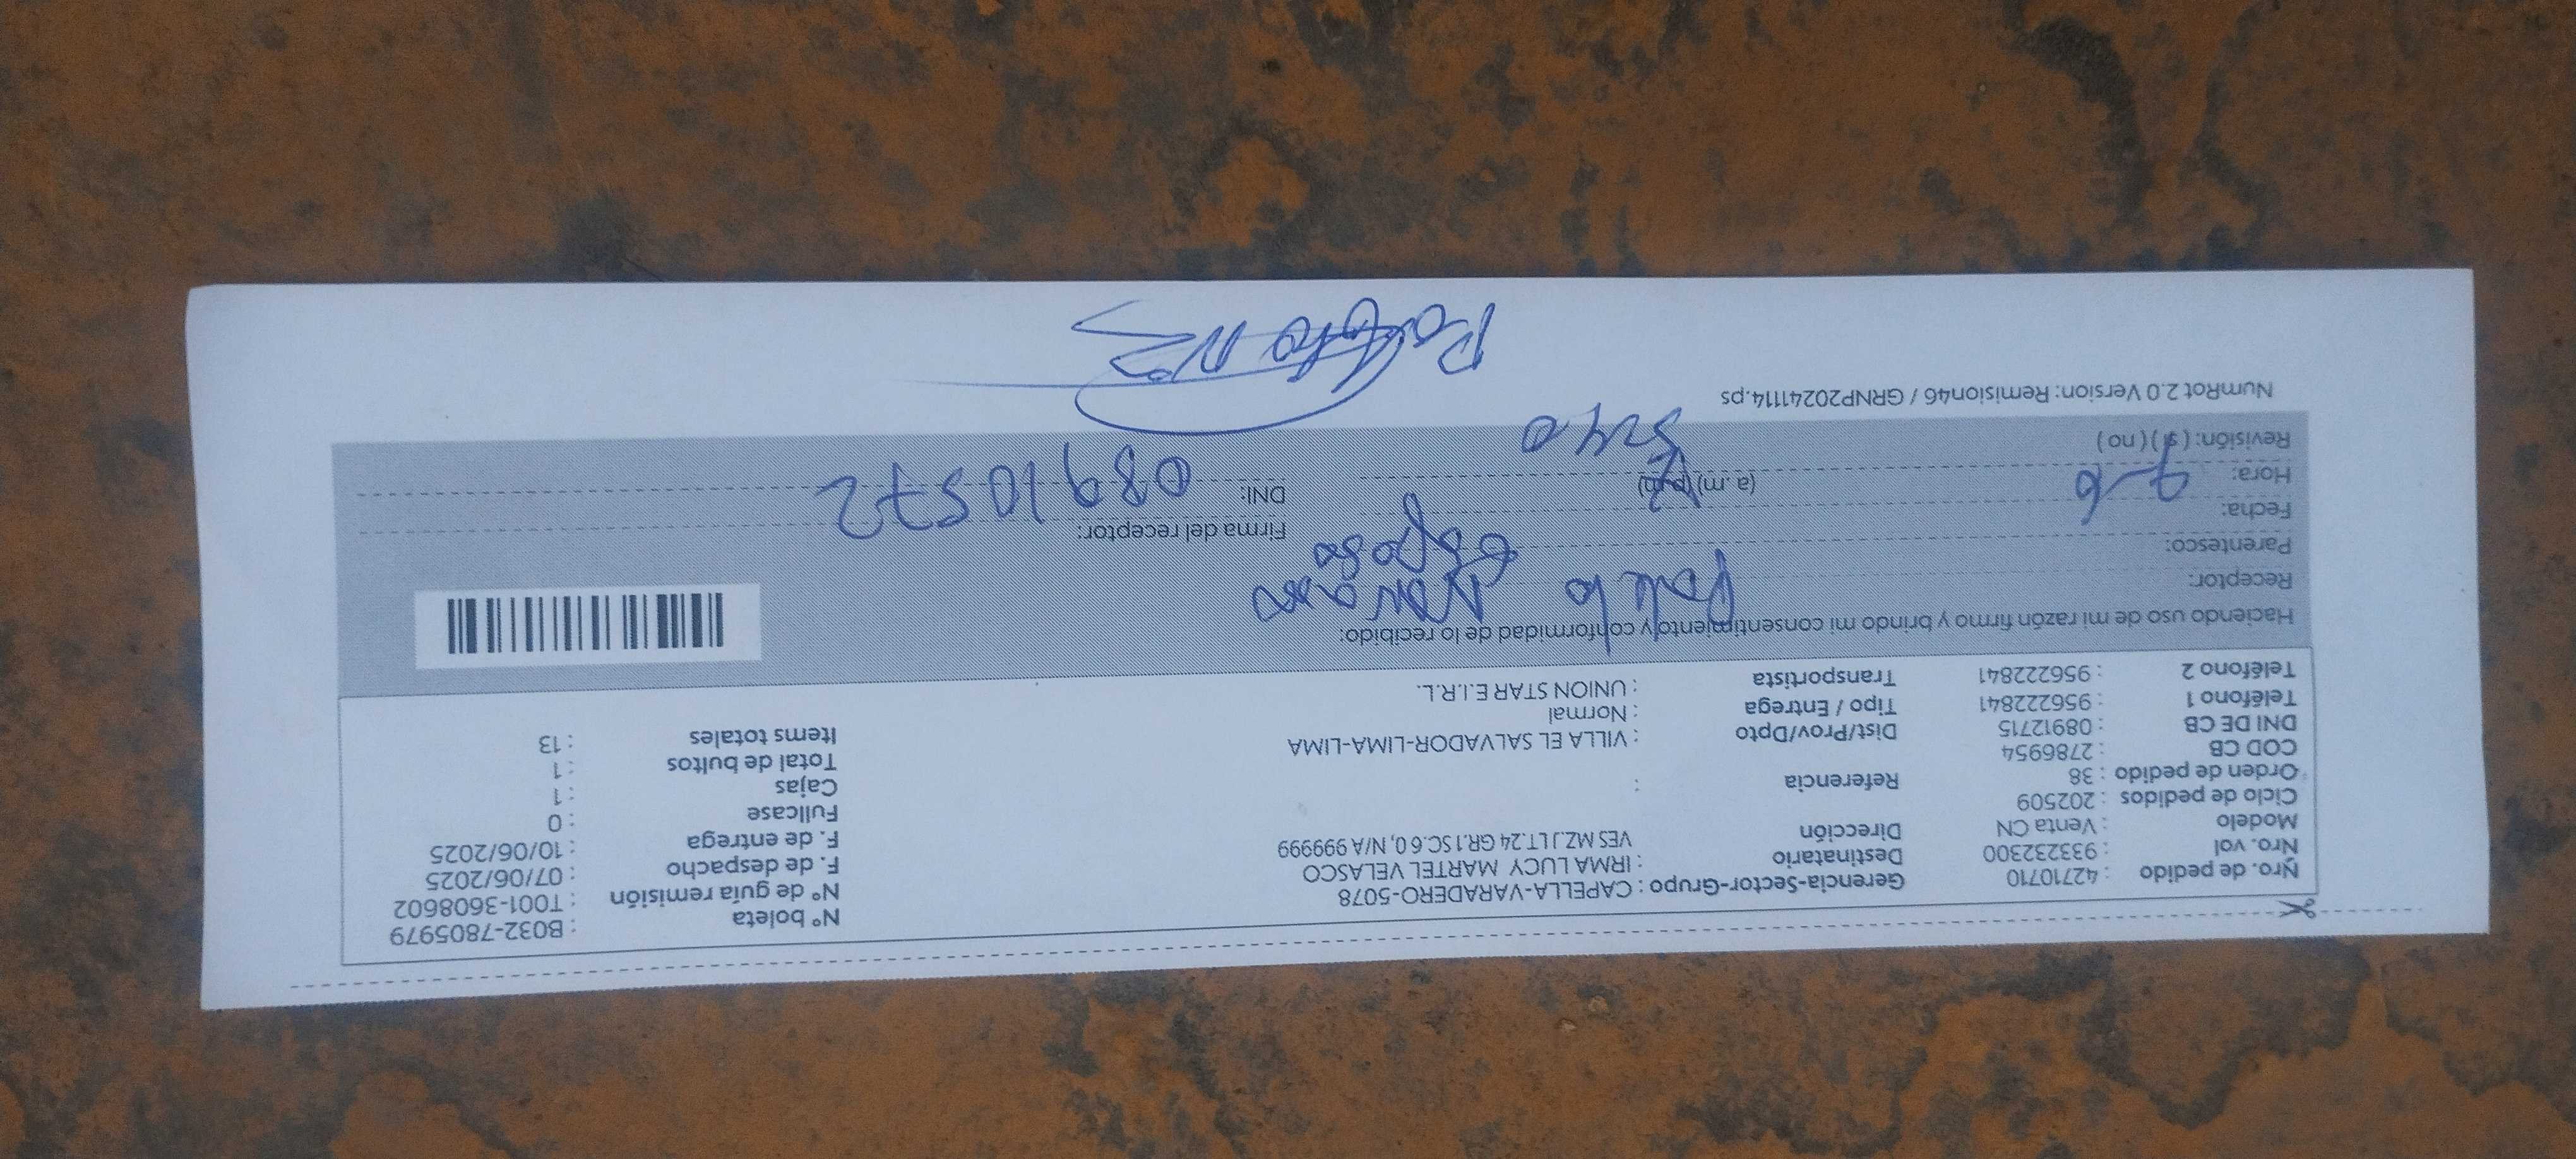 Nro. de pedido : 42710710 Gerencia-Sector-Grupo : CAPELLA-VARADERO-5078 N° boleta : B032-7805979
Nro. vol : 933232300 Destinatario : IRMA LUCY MARTEL VELASCO N° de guía remisión : T001-3608602
Modelo : Venta CN Dirección VES MZ.J LT.24 GR.1 SC.6 0, N/A 999999 F. de despacho : 07/06/2025
Ciclo de pedidos : 202509 F. de entrega : 10/06/2025
Orden de pedido : 38 Referencia : Fullcase : 0
COD CB : 2786954 Cajas : 1
DNI DE CB : 08912715 Dist/Prov/Dpto : VILLA EL SALVADOR-LIMA-LIMA Total de bultos : 1
Teléfono 1 : 956222841 Tipo / Entrega : Normal Items totales : 13
Teléfono 2 : 956222841 Transportista : UNION STAR E.I.R.L.
Haciendo uso de mi razón firmo y brindo mi consentimiento y conformidad de lo recibido:
Receptor:
Parentesco: esposo
Fecha: Firma del receptor:
Hora: 9-6 (a. m) (p.m) DNI: 08910572
Revisión: ( si ) ( no )
NumRot 2.0 Version: Remision46 / GRNP20241114.ps